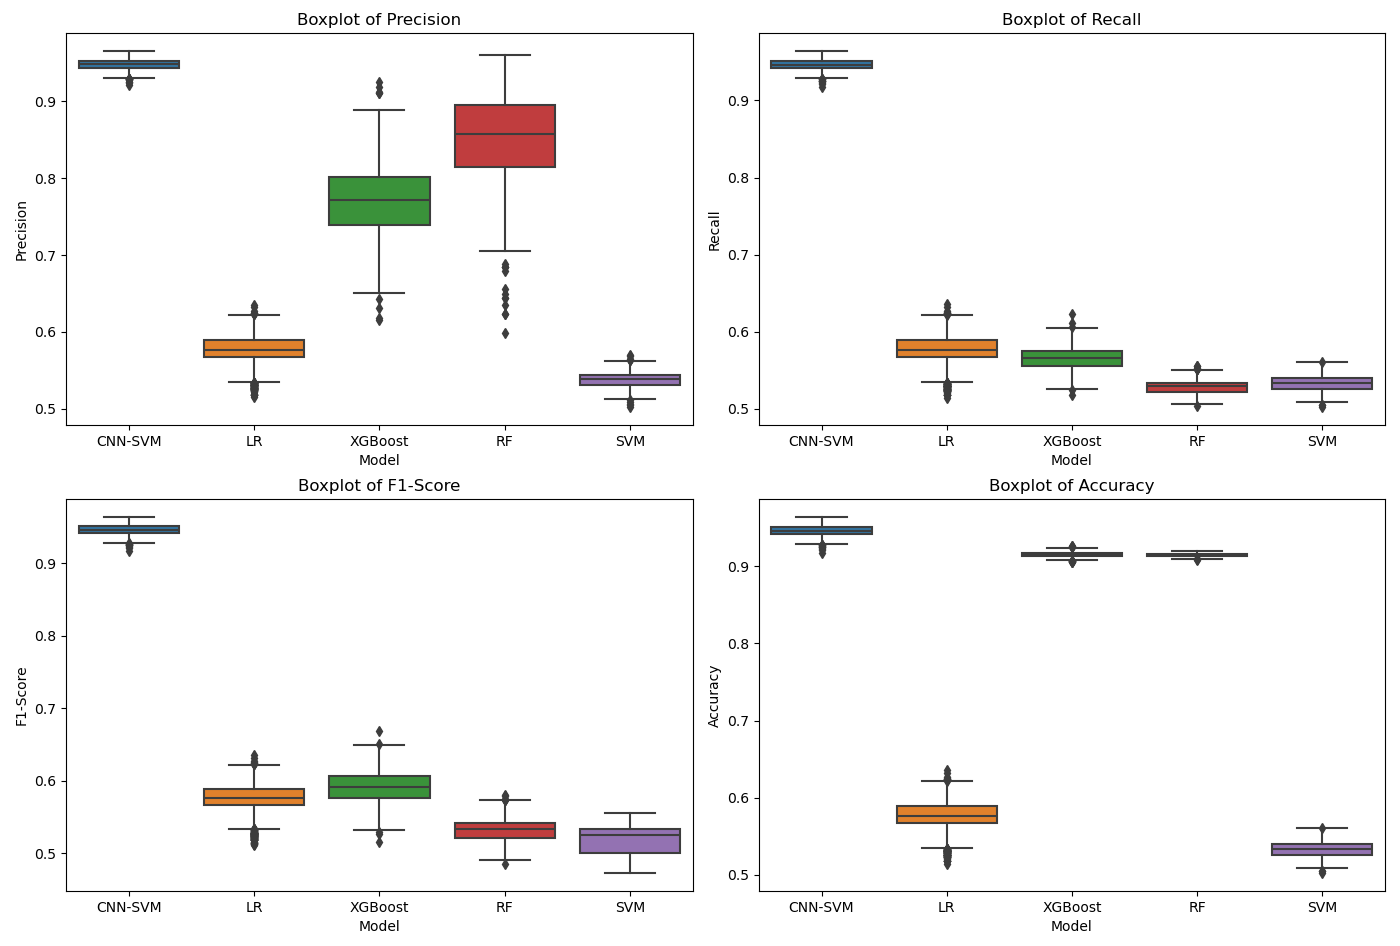 Boxplot of Precision
Precision
0.9
0.8
0.7
0.6
0.5
CNN-SVM LR XGBoost RF SVM
Model
Boxplot of Recall
Recall
0.9
0.8
0.7
0.6
0.5
CNN-SVM LR XGBoost RF SVM
Model
Boxplot of F1-Score
F1-Score
0.9
0.8
0.7
0.6
0.5
CNN-SVM LR XGBoost RF SVM
Model
Boxplot of Accuracy
Accuracy
0.9
0.8
0.7
0.6
0.5
CNN-SVM LR XGBoost RF SVM
Model